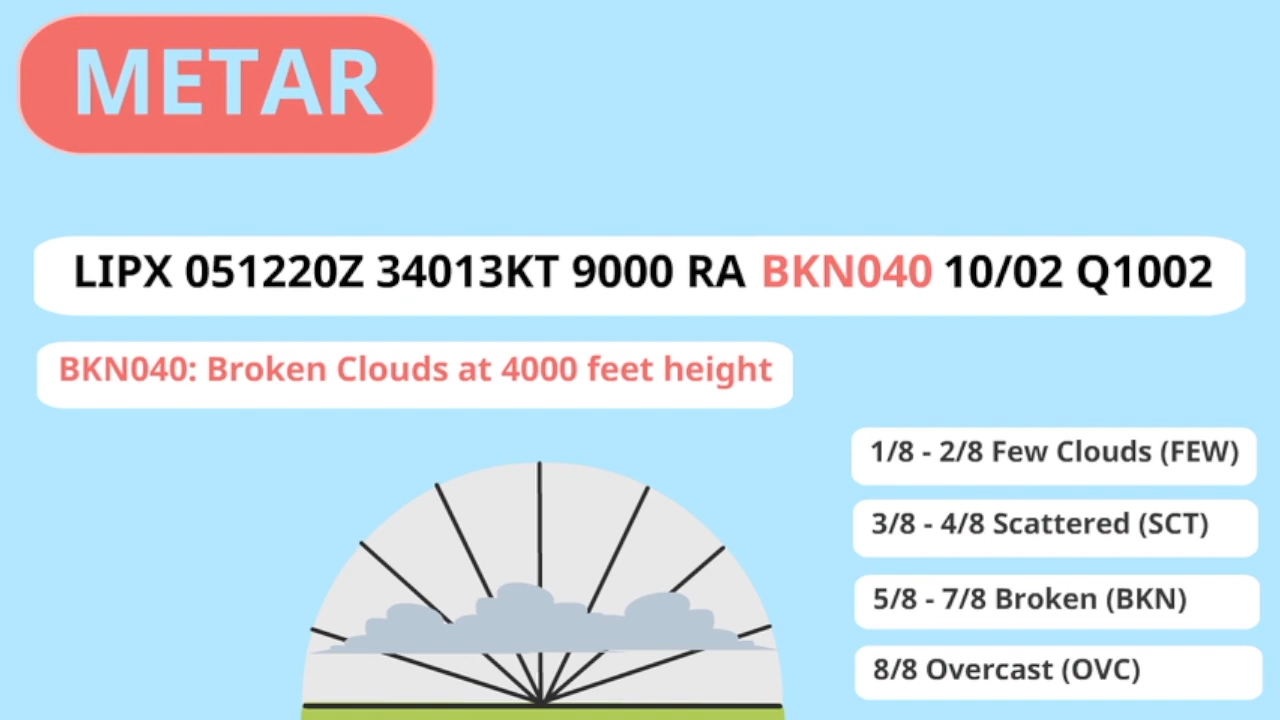 METAR
LIPX 051220Z 34013KT 9000 RA BKN040 10/02 Q1002
BKN040: Broken Clouds at 4000 feet height
1/8 - 2/8 Few Clouds (FEW)
3/8 - 4/8 Scattered (SCT)
5/8 - 7/8 Broken (BKN)
8/8 Overcast (OVC)